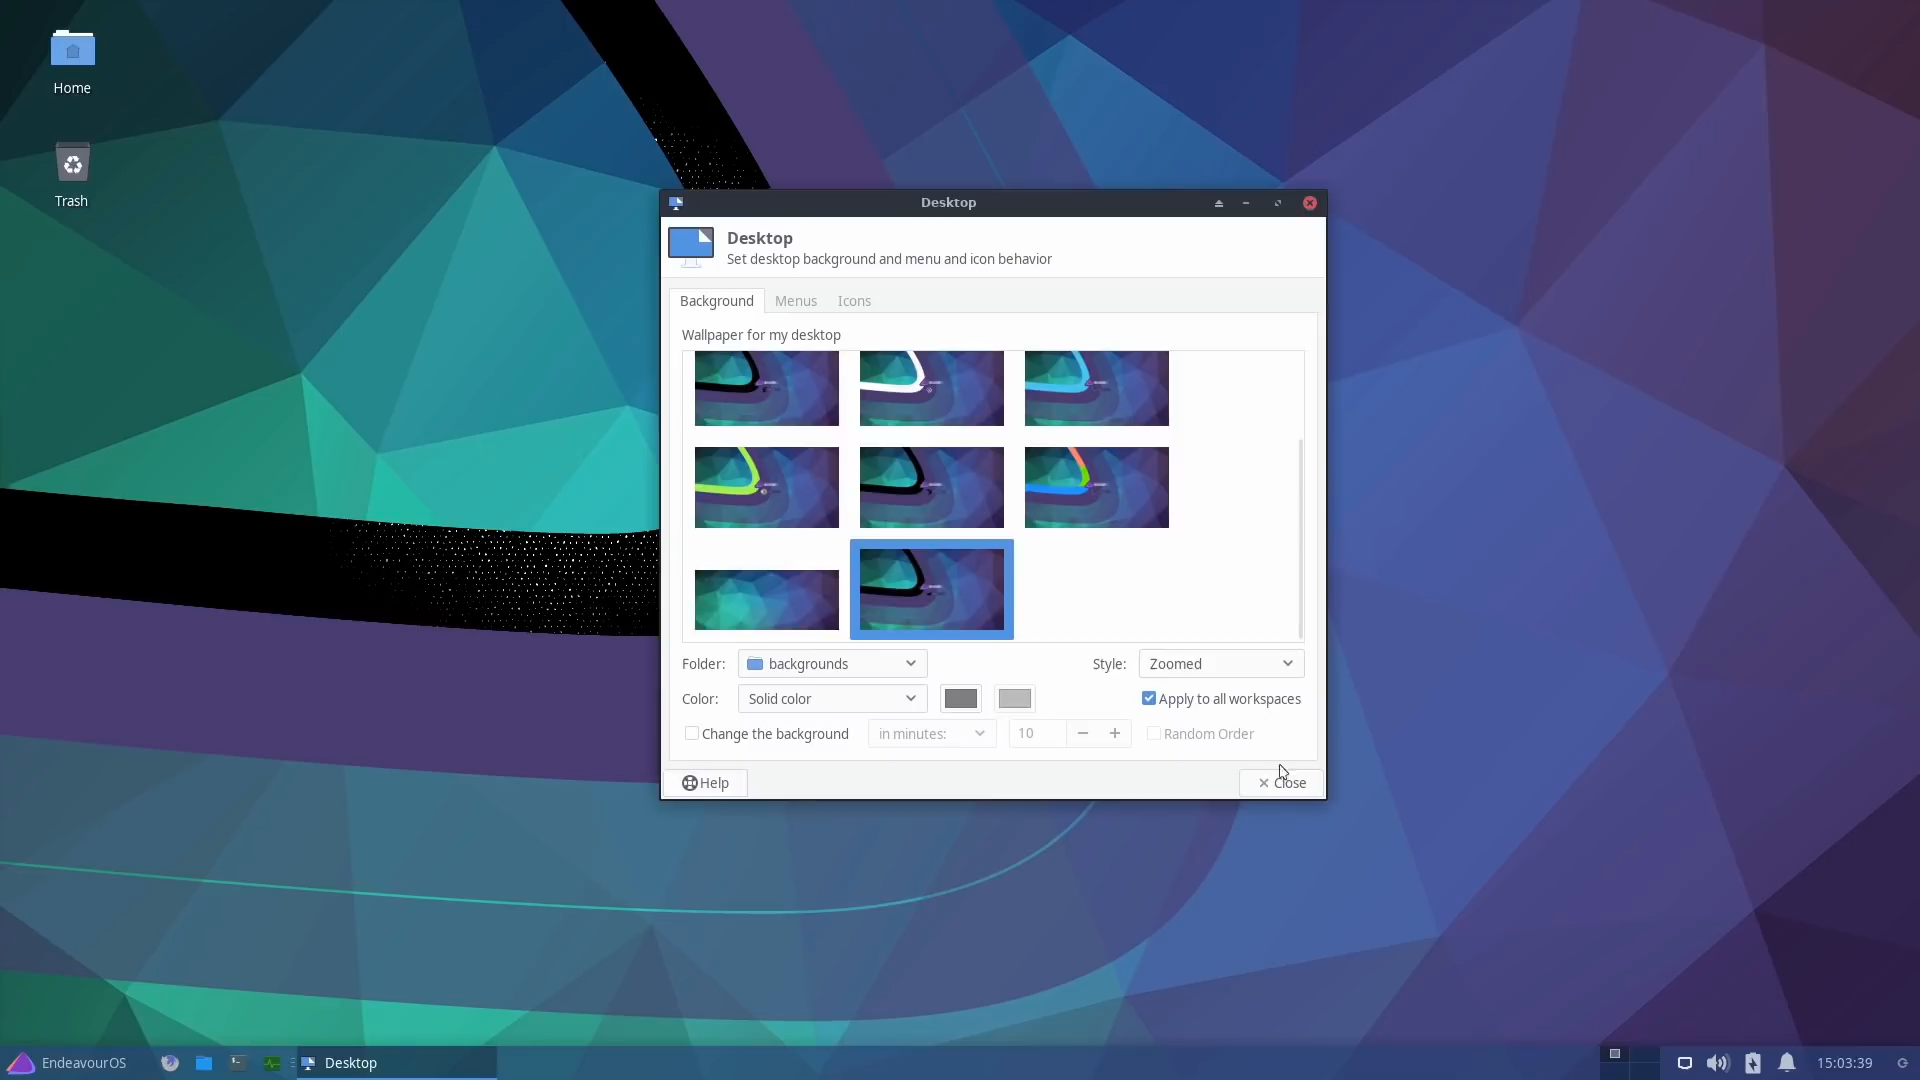 Home
Trash
Desktop
Desktop
Set desktop background and menu and icon behavior
Background Menus Icons
Wallpaper for my desktop
Folder: backgrounds Style: Zoomed
Color: Solid color Apply to all workspaces
Change the background in minutes: 10 Random Order
Help Close
EndeavourOS Desktop 15:03:39